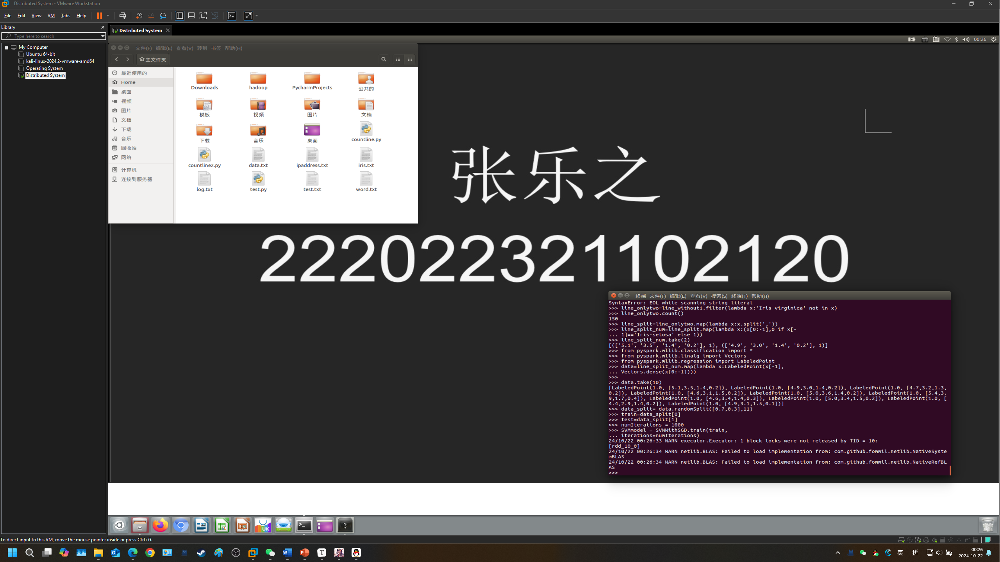 Distributed System - VMware Workstation
File Edit View VM Tabs Help
Library
Type here to search
My Computer
Ubuntu 64-bit
kali-linux-2024.2-vmware-amd64
Operating System
Distributed System
Distributed System
00:26
文件(F) 编辑(E) 查看(V) 转到 书签 帮助(H)
主文件夹
最近使用的
Home
桌面
视频
图片
文档
下载
音乐
回收站
网络
计算机
连接到服务器
Downloads hadoop PycharmProjects 公共的
模板 视频 图片 文档
下载 音乐 桌面 countline.py
countline2.py data.txt ipaddress.txt iris.txt
log.txt test.py test.txt word.txt
张乐之
222022321102120
终端 文件(F) 编辑(E) 查看(V) 搜索(S) 终端(T) 帮助(H)
SyntaxError: EOL while scanning string literal
>>> line_onlytwo=line_without1.filter(lambda x:'Iris virginica' not in x)
>>> line_onlytwo.count()
150
>>> line_split=line_onlytwo.map(lambda x:x.split(','))
>>> line_split_num=line_split.map(lambda x:(x[0:-1],0 if x[-
... 1]=='Iris-setosa' else 1))
>>> line_split_num.take(2)
[(['5.1', '3.5', '1.4', '0.2'], 1), (['4.9', '3.0', '1.4', '0.2'], 1)]
>>> from pyspark.mllib.classification import *
>>> from pyspark.mllib.linalg import Vectors
>>> from pyspark.mllib.regression import LabeledPoint
>>> data=line_split_num.map(lambda x:LabeledPoint(x[-1],
... Vectors.dense(x[0:-1])))
>>>
>>> data.take(10)
[LabeledPoint(1.0, [5.1,3.5,1.4,0.2]), LabeledPoint(1.0, [4.9,3.0,1.4,0.2]), LabeledPoint(1.0, [4.7,3.2,1.3,
0.2]), LabeledPoint(1.0, [4.6,3.1,1.5,0.2]), LabeledPoint(1.0, [5.0,3.6,1.4,0.2]), LabeledPoint(1.0, [5.4,3.
9,1.7,0.4]), LabeledPoint(1.0, [4.6,3.4,1.4,0.3]), LabeledPoint(1.0, [5.0,3.4,1.5,0.2]), LabeledPoint(1.0, [
4.4,2.9,1.4,0.2]), LabeledPoint(1.0, [4.9,3.1,1.5,0.1])]
>>> data_split= data.randomSplit([0.7,0.3],11)
>>> train=data_split[0]
>>> test=data_split[1]
>>> numIterations = 1000
>>> SVMmodel = SVMWithSGD.train(train,
... iterations=numIterations)
24/10/22 00:26:33 WARN executor.Executor: 1 block locks were not released by TID = 10:
[rdd_10_0]
24/10/22 00:26:34 WARN netlib.BLAS: Failed to load implementation from: com.github.fommil.netlib.NativeSyste
mBLAS
24/10/22 00:26:34 WARN netlib.BLAS: Failed to load implementation from: com.github.fommil.netlib.NativeRefBL
AS
>>>
UK
To direct input to this VM, move the mouse pointer inside or press Ctrl+G.
英 拼
00:26
2024-10-22